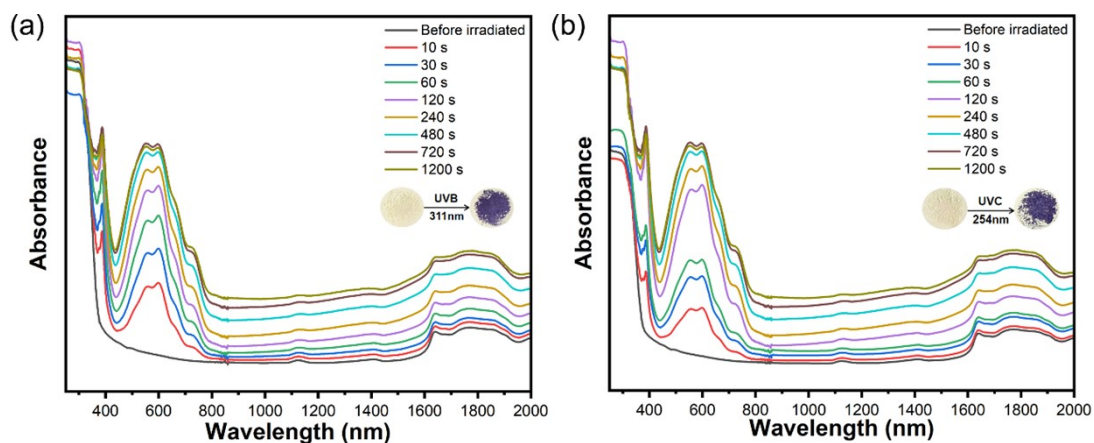 (a)
Absorbance
Before irradiated
10 s
30 s
60 s
120 s
240 s
480 s
720 s
1200 s
UVB
311nm
400 600 800 1000 1200 1400 1600 1800 2000
Wavelength (nm)
(b)
Absorbance
Before irradiated
10 s
30 s
60 s
120 s
240 s
480 s
720 s
1200 s
UVC
254nm
400 600 800 1000 1200 1400 1600 1800 2000
Wavelength (nm)